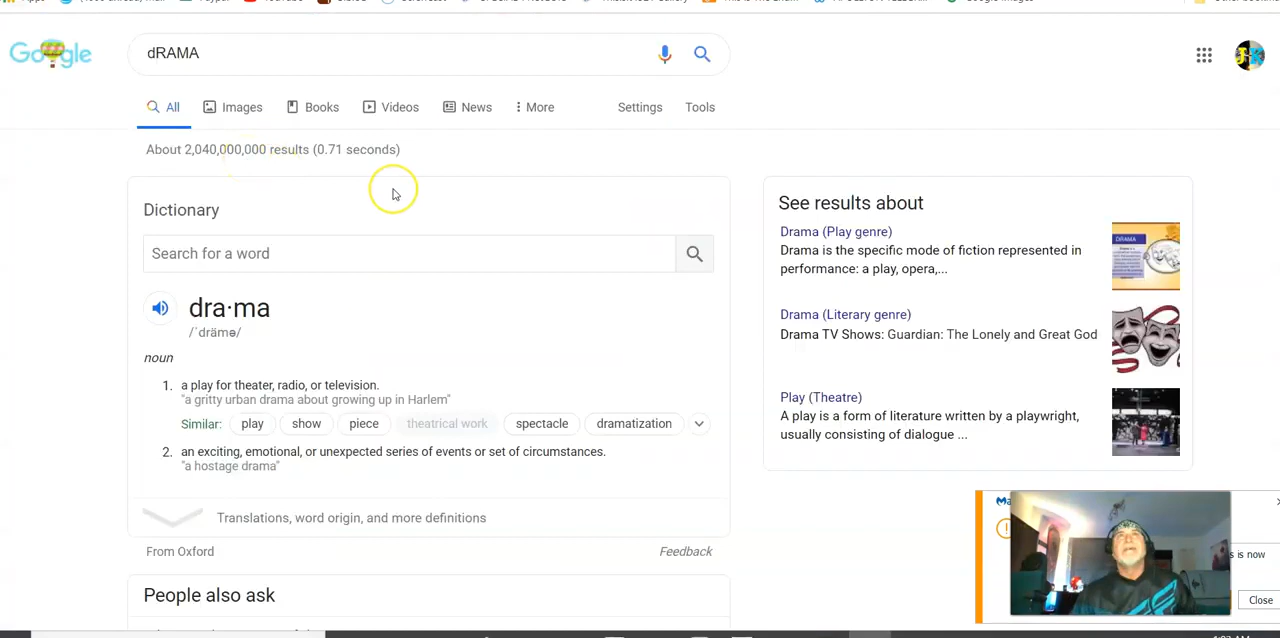 Google
dRAMA
All Images Books Videos News More Settings Tools
About 2,040,000,000 results (0.71 seconds)
Dictionary
Search for a word
dra·ma
/ˈdrämə/
noun
1. a play for theater, radio, or television.
"a gritty urban drama about growing up in Harlem"
Similar: play show piece theatrical work spectacle dramatization
2. an exciting, emotional, or unexpected series of events or set of circumstances.
"a hostage drama"
Translations, word origin, and more definitions
From Oxford Feedback
People also ask
See results about
Drama (Play genre)
Drama is the specific mode of fiction represented in
performance: a play, opera,...
DRAMA
Drama (Literary genre)
Drama TV Shows: Guardian: The Lonely and Great God
Play (Theatre)
A play is a form of literature written by a playwright,
usually consisting of dialogue ...
is now
Close